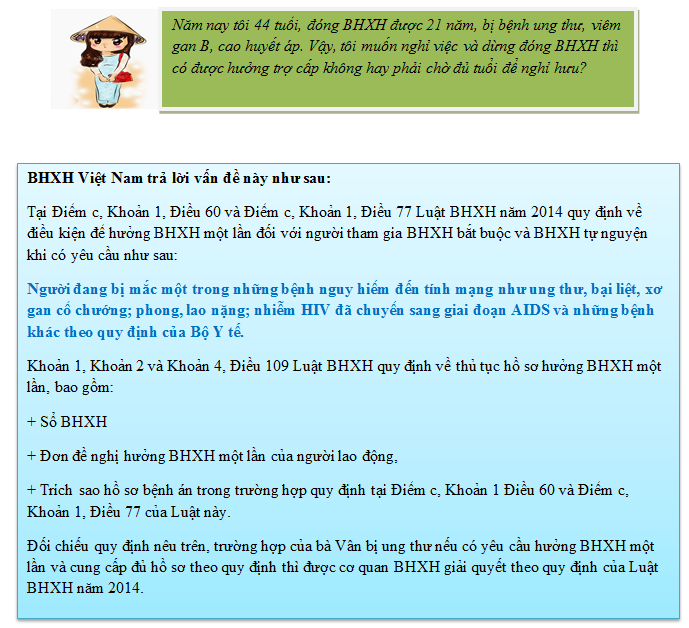 Năm nay tôi 44 tuổi, đóng BHXH được 21 năm, bị bệnh ung thư, viêm
gan B, cao huyết áp. Vậy, tôi muốn nghỉ việc và dừng đóng BHXH thì
có được hưởng trợ cấp không hay phải chờ đủ tuổi để nghỉ hưu?
BHXH Việt Nam trả lời vấn đề này như sau:
Tại Điểm c, Khoản 1, Điều 60 và Điểm c, Khoản 1, Điều 77 Luật BHXH năm 2014 quy định về
điều kiện để hưởng BHXH một lần đối với người tham gia BHXH bắt buộc và BHXH tự nguyện
khi có yêu cầu như sau:
Người đang bị mắc một trong những bệnh nguy hiểm đến tính mạng như ung thư, bại liệt, xơ
gan cổ chướng; phong, lao nặng; nhiễm HIV đã chuyển sang giai đoạn AIDS và những bệnh
khác theo quy định của Bộ Y tế.
Khoản 1, Khoản 2 và Khoản 4, Điều 109 Luật BHXH quy định về thủ tục hồ sơ hưởng BHXH một
lần, bao gồm:
+ Sổ BHXH
+ Đơn đề nghị hưởng BHXH một lần của người lao động,
+ Trích sao hồ sơ bệnh án trong trường hợp quy định tại Điểm c, Khoản 1 Điều 60 và Điểm c,
Khoản 1, Điều 77 của Luật này.
Đối chiếu quy định nêu trên, trường hợp của bà Vân bị ung thư nếu có yêu cầu hưởng BHXH một
lần và cung cấp đủ hồ sơ theo quy định thì được cơ quan BHXH giải quyết theo quy định của Luật
BHXH năm 2014.